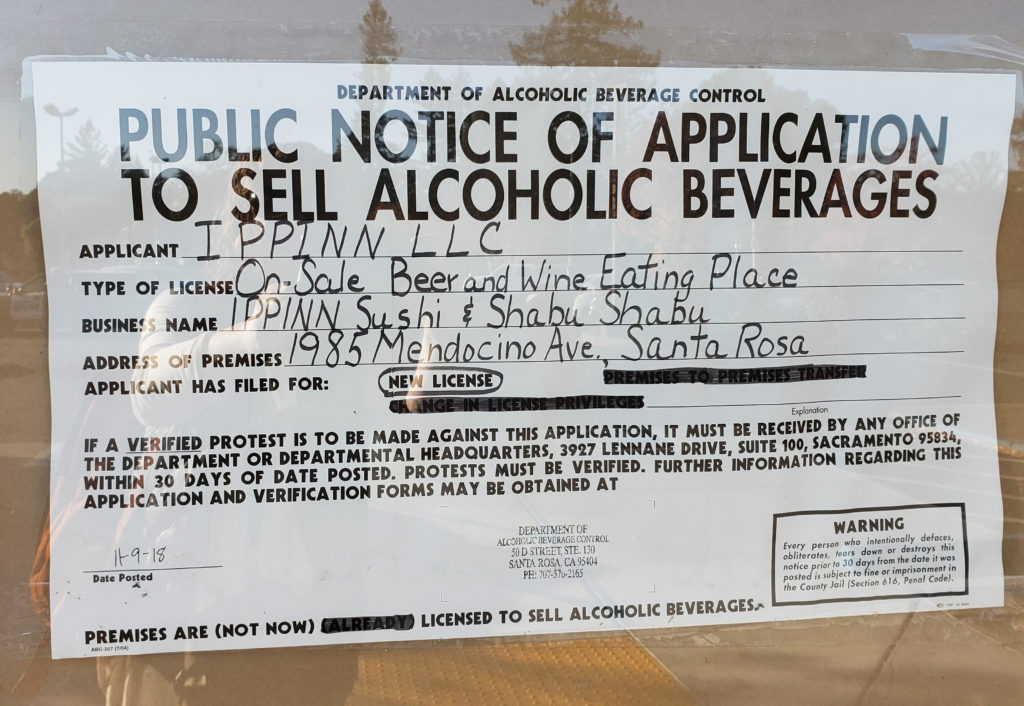 DEPARTMENT OF ALCOHOLIC BEVERAGE CONTROL
PUBLIC NOTICE OF APPLICATION
TO SELL ALCOHOLIC BEVERAGES
APPLICANT IPPINN LLC
TYPE OF LICENSE On-Sale Beer and Wine Eating Place
BUSINESS NAME IPPINN Sushi & Shabu Shabu
ADDRESS OF PREMISES 1985 Mendocino Ave., Santa Rosa
APPLICANT HAS FILED FOR: NEW LICENSE PREMISES TO PREMISES TRANSFER
CHANGE IN LICENSE PRIVILEGES
Explanation
IF A VERIFIED PROTEST IS TO BE MADE AGAINST THIS APPLICATION, IT MUST BE RECEIVED BY ANY OFFICE OF
THE DEPARTMENT OR DEPARTMENTAL HEADQUARTERS, 3927 LENNANE DRIVE, SUITE 100, SACRAMENTO 95834,
WITHIN 30 DAYS OF DATE POSTED. PROTESTS MUST BE VERIFIED. FURTHER INFORMATION REGARDING THIS
APPLICATION AND VERIFICATION FORMS MAY BE OBTAINED AT
DEPARTMENT OF
ALCOHOLIC BEVERAGE CONTROL
50 D STREET, STE. 130
SANTA ROSA, CA 95404
PH: 707-576-2165
11-9-18
Date Posted
WARNING
Every person who intentionally defaces,
obliterates, tears down or destroys this
notice prior to 30 days from the date it was
posted is subject to fine or imprisonment in
the County Jail (Section 616, Penal Code).
PREMISES ARE (NOT NOW) (ALREADY) LICENSED TO SELL ALCOHOLIC BEVERAGES.
ABC-207 (7/04)